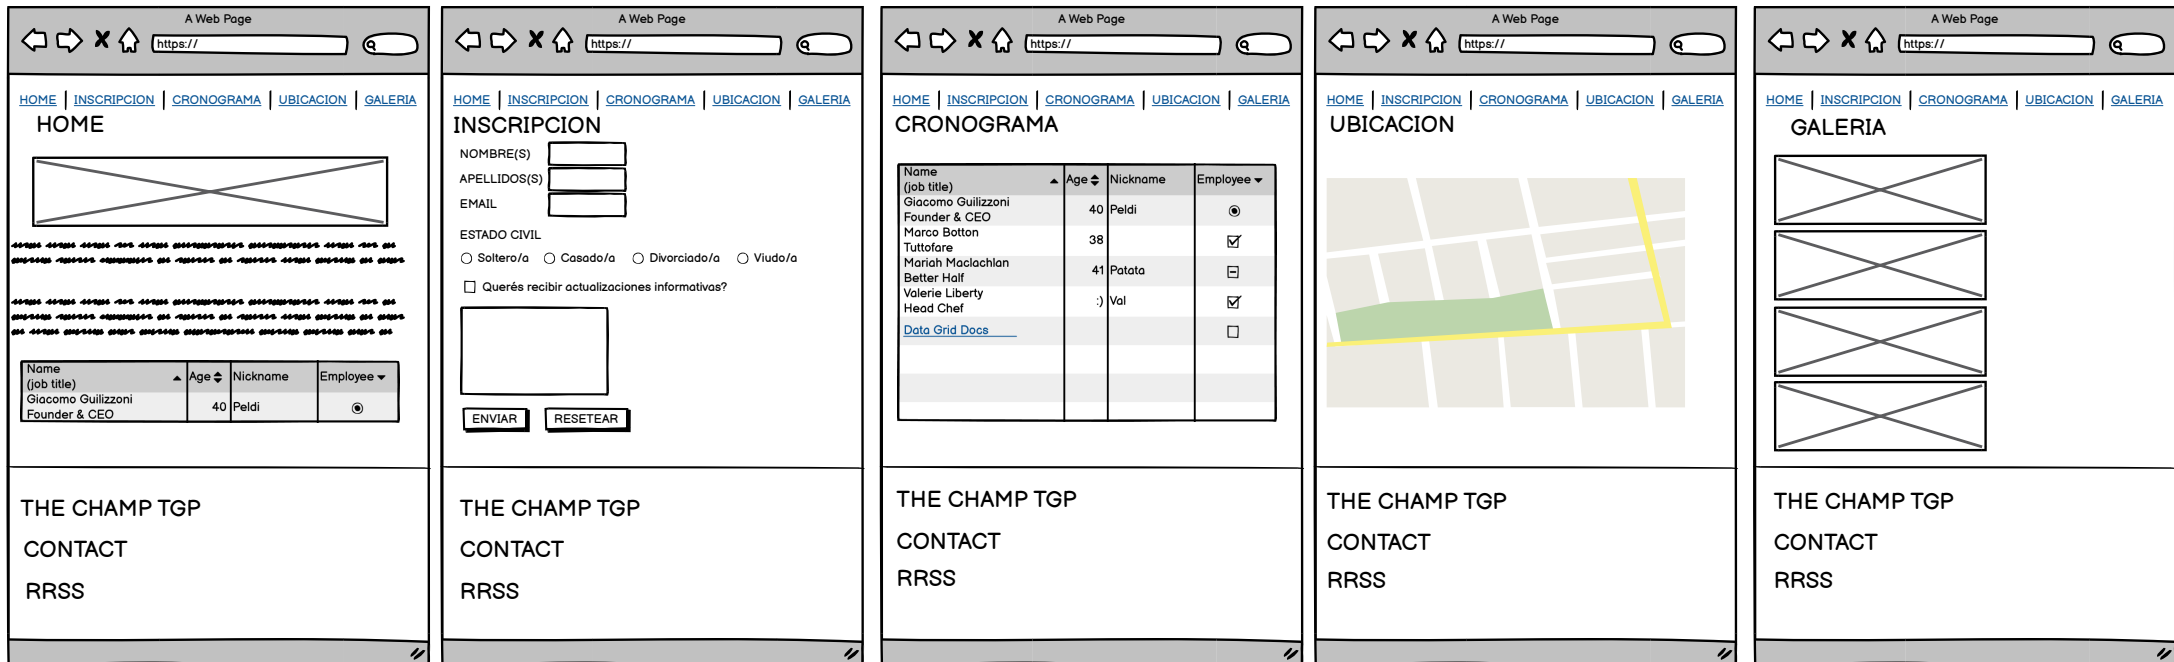 A Web Page
https://
HOME | INSCRIPCION | CRONOGRAMA | UBICACION | GALERIA
HOME
Name
(job title) Age Nickname Employee
Giacomo Guilizzoni
Founder & CEO 40 Peldi
THE CHAMP TGP
CONTACT
RRSS
A Web Page
https://
HOME | INSCRIPCION | CRONOGRAMA | UBICACION | GALERIA
INSCRIPCION
NOMBRE(S)
APELLIDOS(S)
EMAIL
ESTADO CIVIL
Soltero/a Casado/a Divorciado/a Viudo/a
Querés recibir actualizaciones informativas?
ENVIAR RESETEAR
THE CHAMP TGP
CONTACT
RRSS
A Web Page
https://
HOME | INSCRIPCION | CRONOGRAMA | UBICACION | GALERIA
CRONOGRAMA
Name
(job title) Age Nickname Employee
Giacomo Guilizzoni
Founder & CEO 40 Peldi
Marco Botton
Tuttofare 38
Mariah Maclachlan
Better Half 41 Patata
Valerie Liberty
Head Chef :) Val
Data Grid Docs
THE CHAMP TGP
CONTACT
RRSS
A Web Page
https://
HOME | INSCRIPCION | CRONOGRAMA | UBICACION | GALERIA
UBICACION
THE CHAMP TGP
CONTACT
RRSS
A Web Page
https://
HOME | INSCRIPCION | CRONOGRAMA | UBICACION | GALERIA
GALERIA
THE CHAMP TGP
CONTACT
RRSS